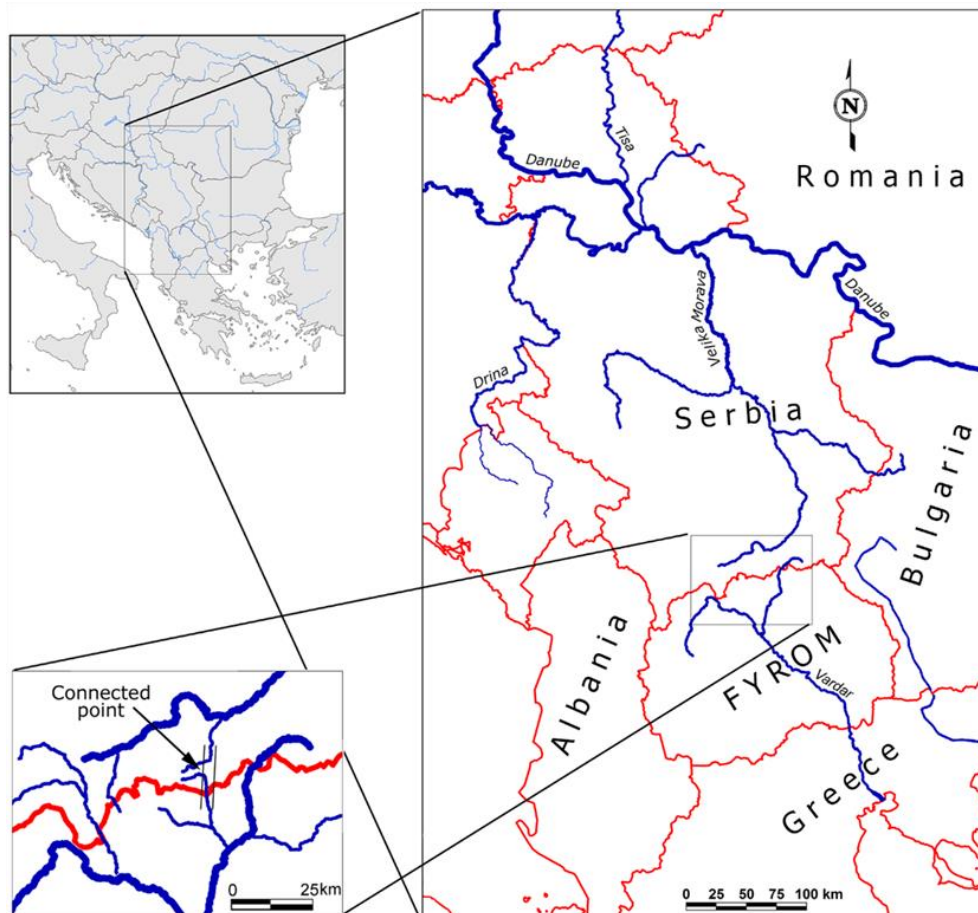 N
Romania
Tisa
Danube
Danube
Velika Morava
Drina
Serbia
Bulgaria
Albania
FYROM
Vardar
Greece
0 25 50 75 100 km
Connected
point
0 25km